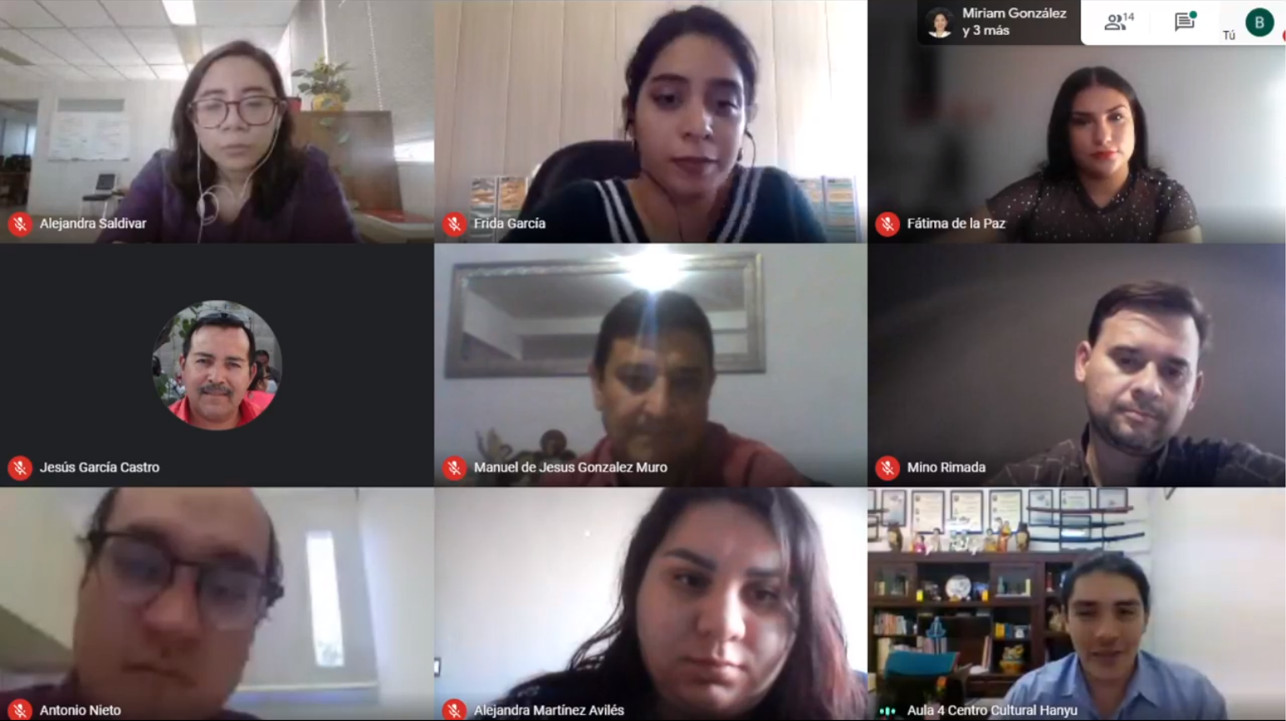 Miriam González
y 3 más
14
Tú
B
Alejandra Saldivar
Frida García
Fátima de la Paz
Jesús García Castro
Manuel de Jesus Gonzalez Muro
Mino Rimada
Antonio Nieto
Alejandra Martínez Avilés
Aula 4 Centro Cultural Hanyu